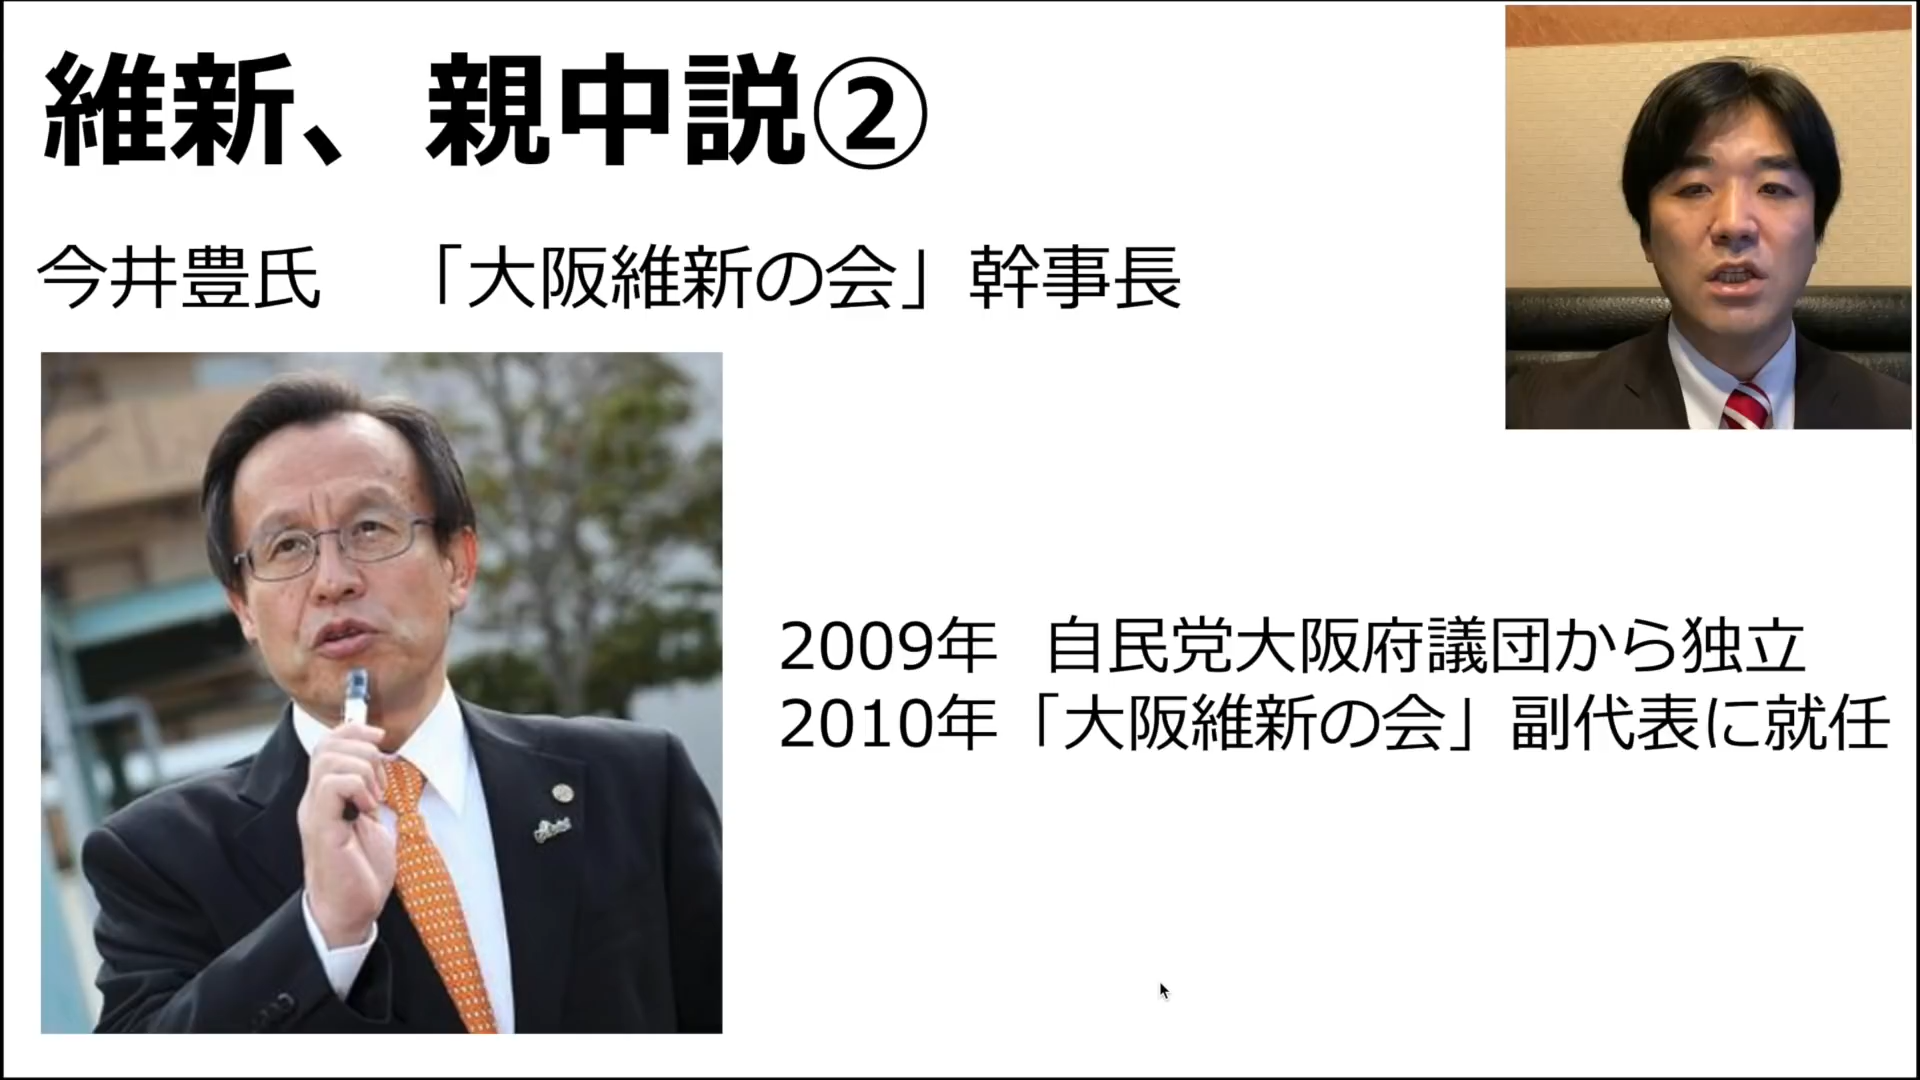 維新、親中説②
今井豊氏 「大阪維新の会」幹事長
2009年 自民党大阪府議団から独立
2010年「大阪維新の会」副代表に就任